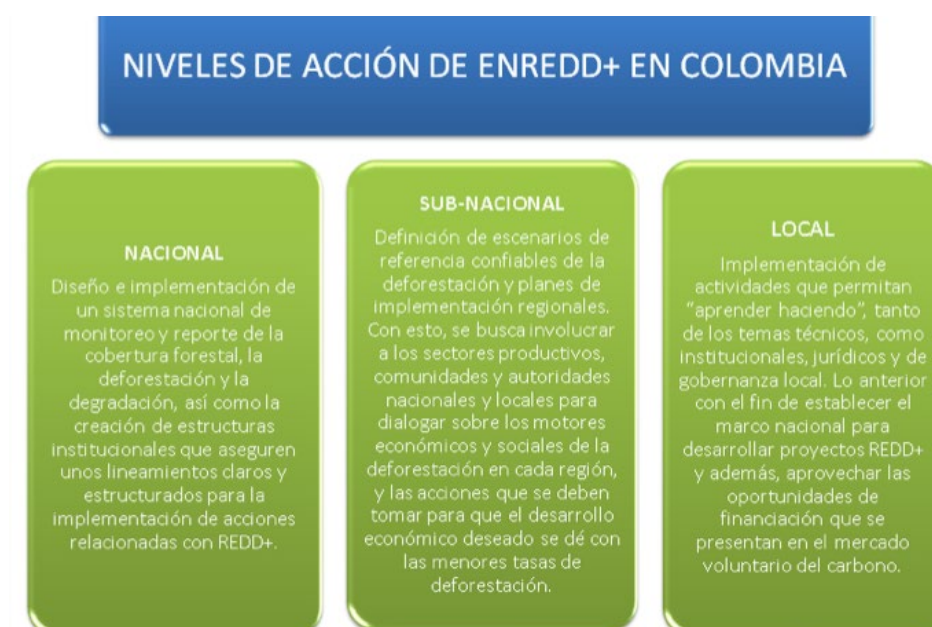 NIVELES DE ACCIÓN DE ENREDD+ EN COLOMBIA
NACIONAL
Diseño e implementación de
un sistema nacional de
monitoreo y reporte de la
cobertura forestal, la
deforestación y la
degradación, así como la
creación de estructuras
institucionales que aseguren
unos lineamientos claros y
estructurados para la
implementación de acciones
relacionadas con REDD+.
SUB-NACIONAL
Definición de escenarios de
referencia confiables de la
deforestación y planes de
implementación regionales.
Con esto, se busca involucrar
a los sectores productivos,
comunidades y autoridades
nacionales y locales para
dialogar sobre los motores
económicos y sociales de la
deforestación en cada región,
y las acciones que se deben
tomar para que el desarrollo
económico deseado se dé con
las menores tasas de
deforestación.
LOCAL
Implementación de
actividades que permitan
“aprender haciendo”, tanto
de los temas técnicos, como
institucionales, jurídicos y de
gobernanza local. Lo anterior
con el fin de establecer el
marco nacional para
desarrollar proyectos REDD+
y además, aprovechar las
oportunidades de
financiación que se
presentan en el mercado
voluntario del carbono.